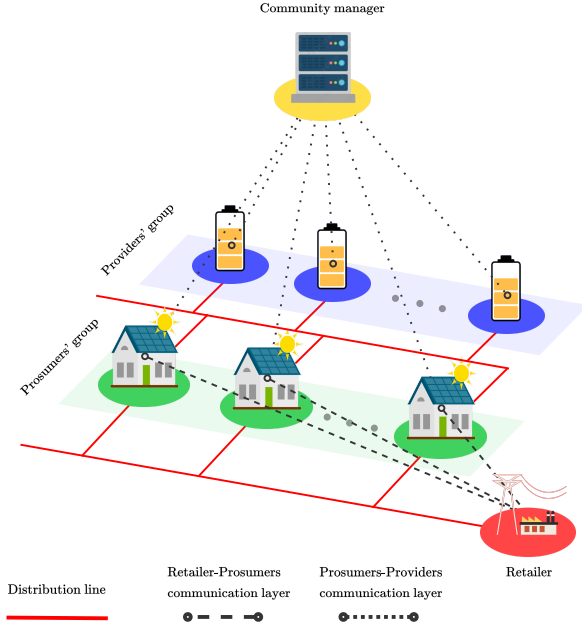 Community manager
Providers' group
Prosumers' group
Retailer
Distribution line
Retailer-Prosumers
communication layer
Prosumers-Providers
communication layer